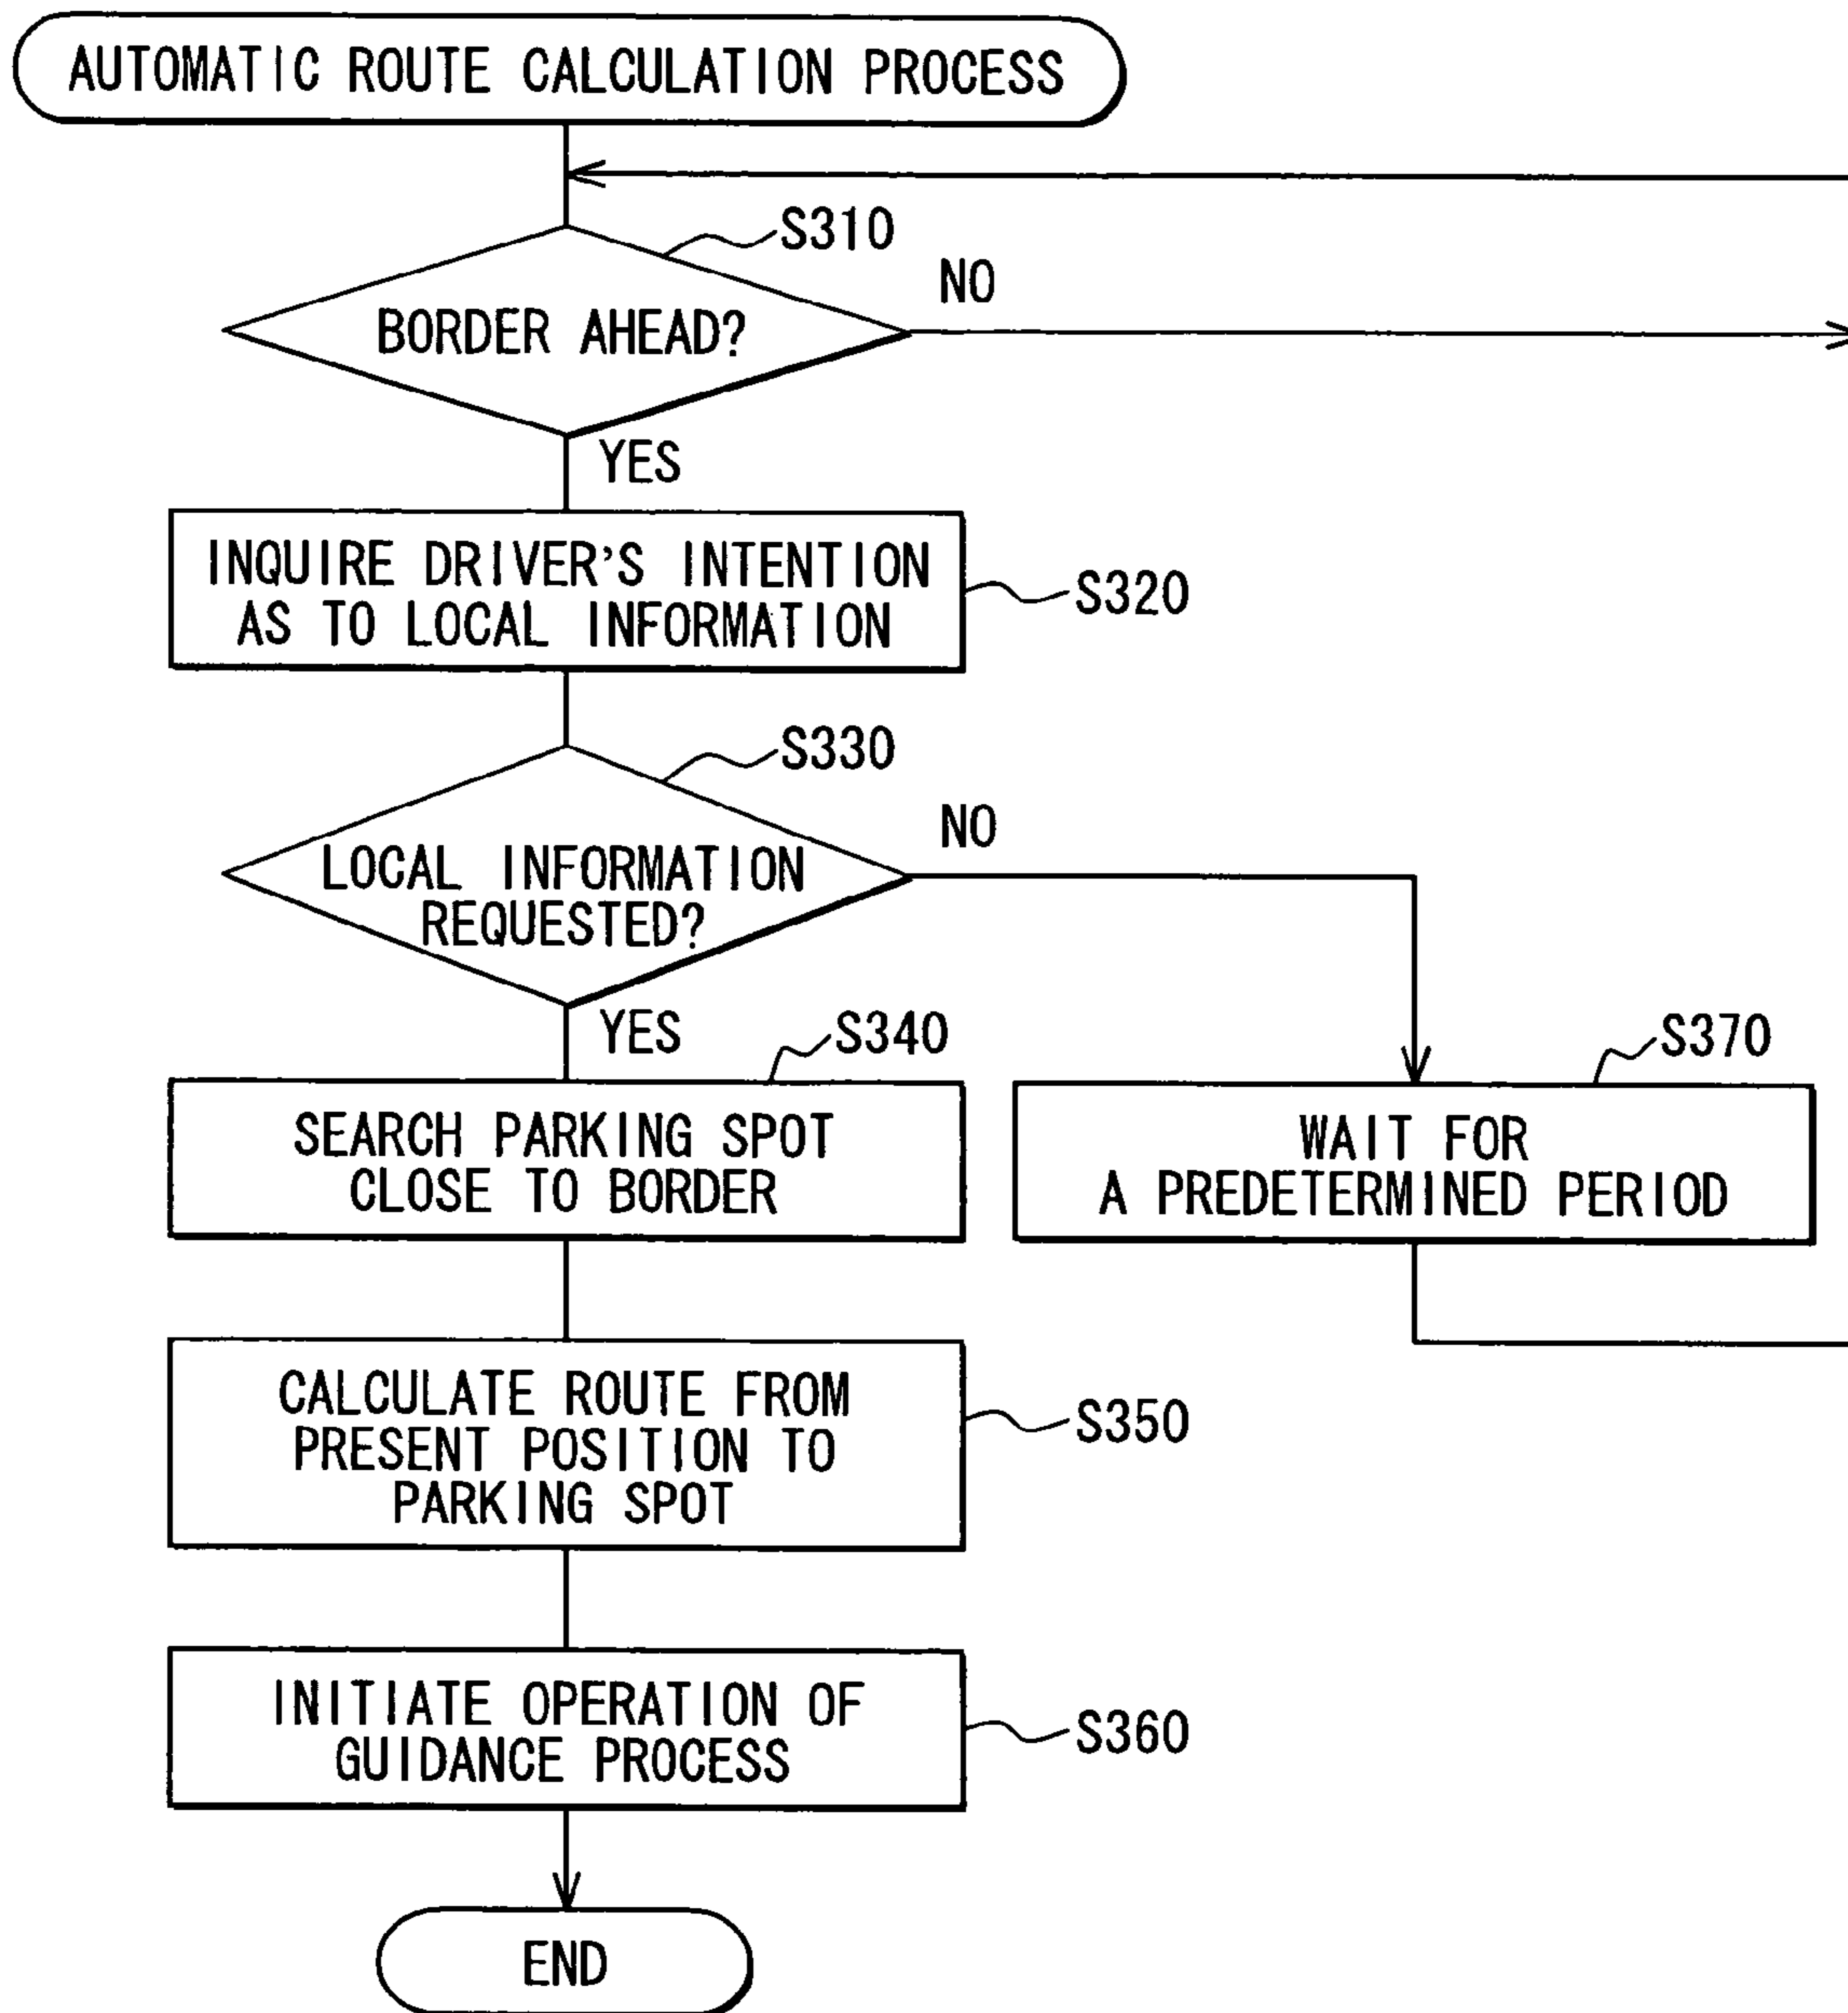 AUTOMATIC ROUTE CALCULATION PROCESS
S310
NO
BORDER AHEAD?
YES
INQUIRE DRIVER'S INTENTION
AS TO LOCAL INFORMATION
S320
S330
NO
LOCAL INFORMATION
REQUESTED?
YES
S340
S370
SEARCH PARKING SPOT
CLOSE TO BORDER
WAIT FOR
A PREDETERMINED PERIOD
CALCULATE ROUTE FROM
PRESENT POSITION TO
PARKING SPOT
S350
INITIATE OPERATION OF
GUIDANCE PROCESS
S360
END